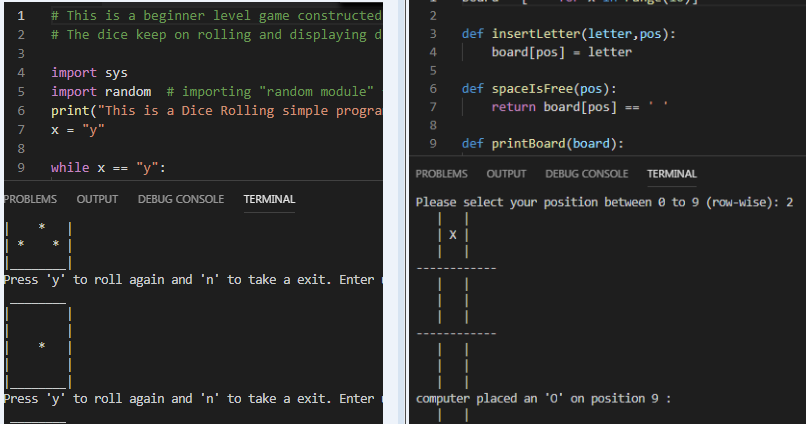 1 # This is a beginner level game constructed
2 # The dice keep on rolling and displaying d
3
4 import sys
5 import random # importing "random module"
6 print("This is a Dice Rolling simple progra
7 x = "y"
8
9 while x == "y":
PROBLEMS OUTPUT DEBUG CONSOLE TERMINAL
| * |
| * * |
|_______|
Press 'y' to roll again and 'n' to take a exit. Enter
_______
| |
| |
| * |
| |
|_______|
Press 'y' to roll again and 'n' to take a exit. Enter
_______
2
3 def insertLetter(letter,pos):
4 board[pos] = letter
5
6 def spaceIsFree(pos):
7 return board[pos] == ' '
8
9 def printBoard(board):
PROBLEMS OUTPUT DEBUG CONSOLE TERMINAL
Please select your position between 0 to 9 (row-wise): 2
| |
| X |
| |
------------
| |
| |
| |
------------
| |
| |
| |
computer placed an 'O' on position 9 :
| |